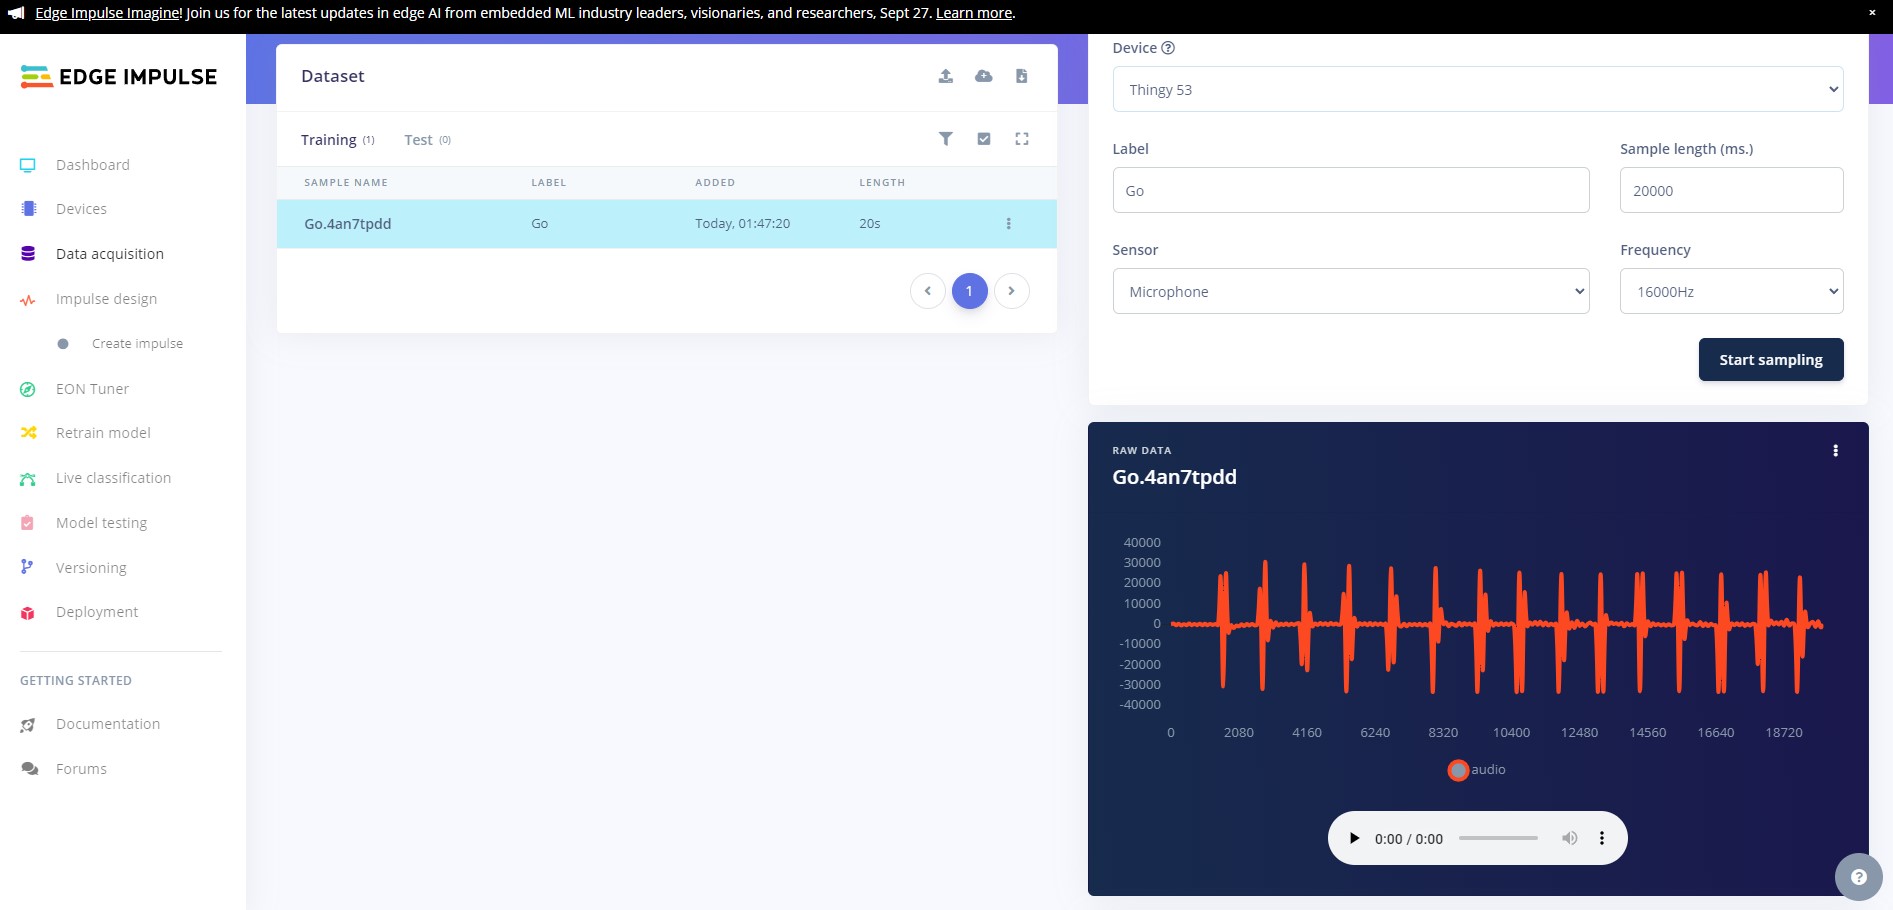 Edge Impulse Imagine! Join us for the latest updates in edge AI from embedded ML industry leaders, visionaries, and researchers, Sept 27. Learn more.
×
EDGE IMPULSE
Dashboard
Devices
Data acquisition
Impulse design
Create impulse
EON Tuner
Retrain model
Live classification
Model testing
Versioning
Deployment
GETTING STARTED
Documentation
Forums
Dataset
Training (1) Test (0)
SAMPLE NAME LABEL ADDED LENGTH
Go.4an7tpdd Go Today, 01:47:20 20s
1
Device
Thingy 53
Label Sample length (ms.)
Go 20000
Sensor Frequency
Microphone 16000Hz
Start sampling
RAW DATA
Go.4an7tpdd
40000
30000
20000
10000
0
-10000
-20000
-30000
-40000
0 2080 4160 6240 8320 10400 12480 14560 16640 18720
audio
0:00 / 0:00
?